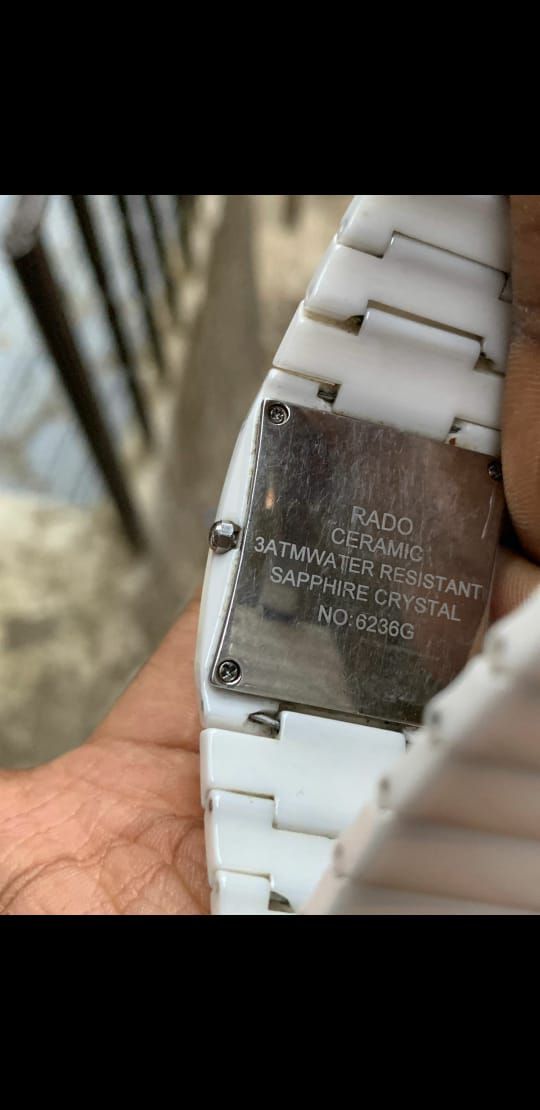 RADO
CERAMIC
3ATMWATER RESISTANT
SAPPHIRE CRYSTAL
NO:6236G